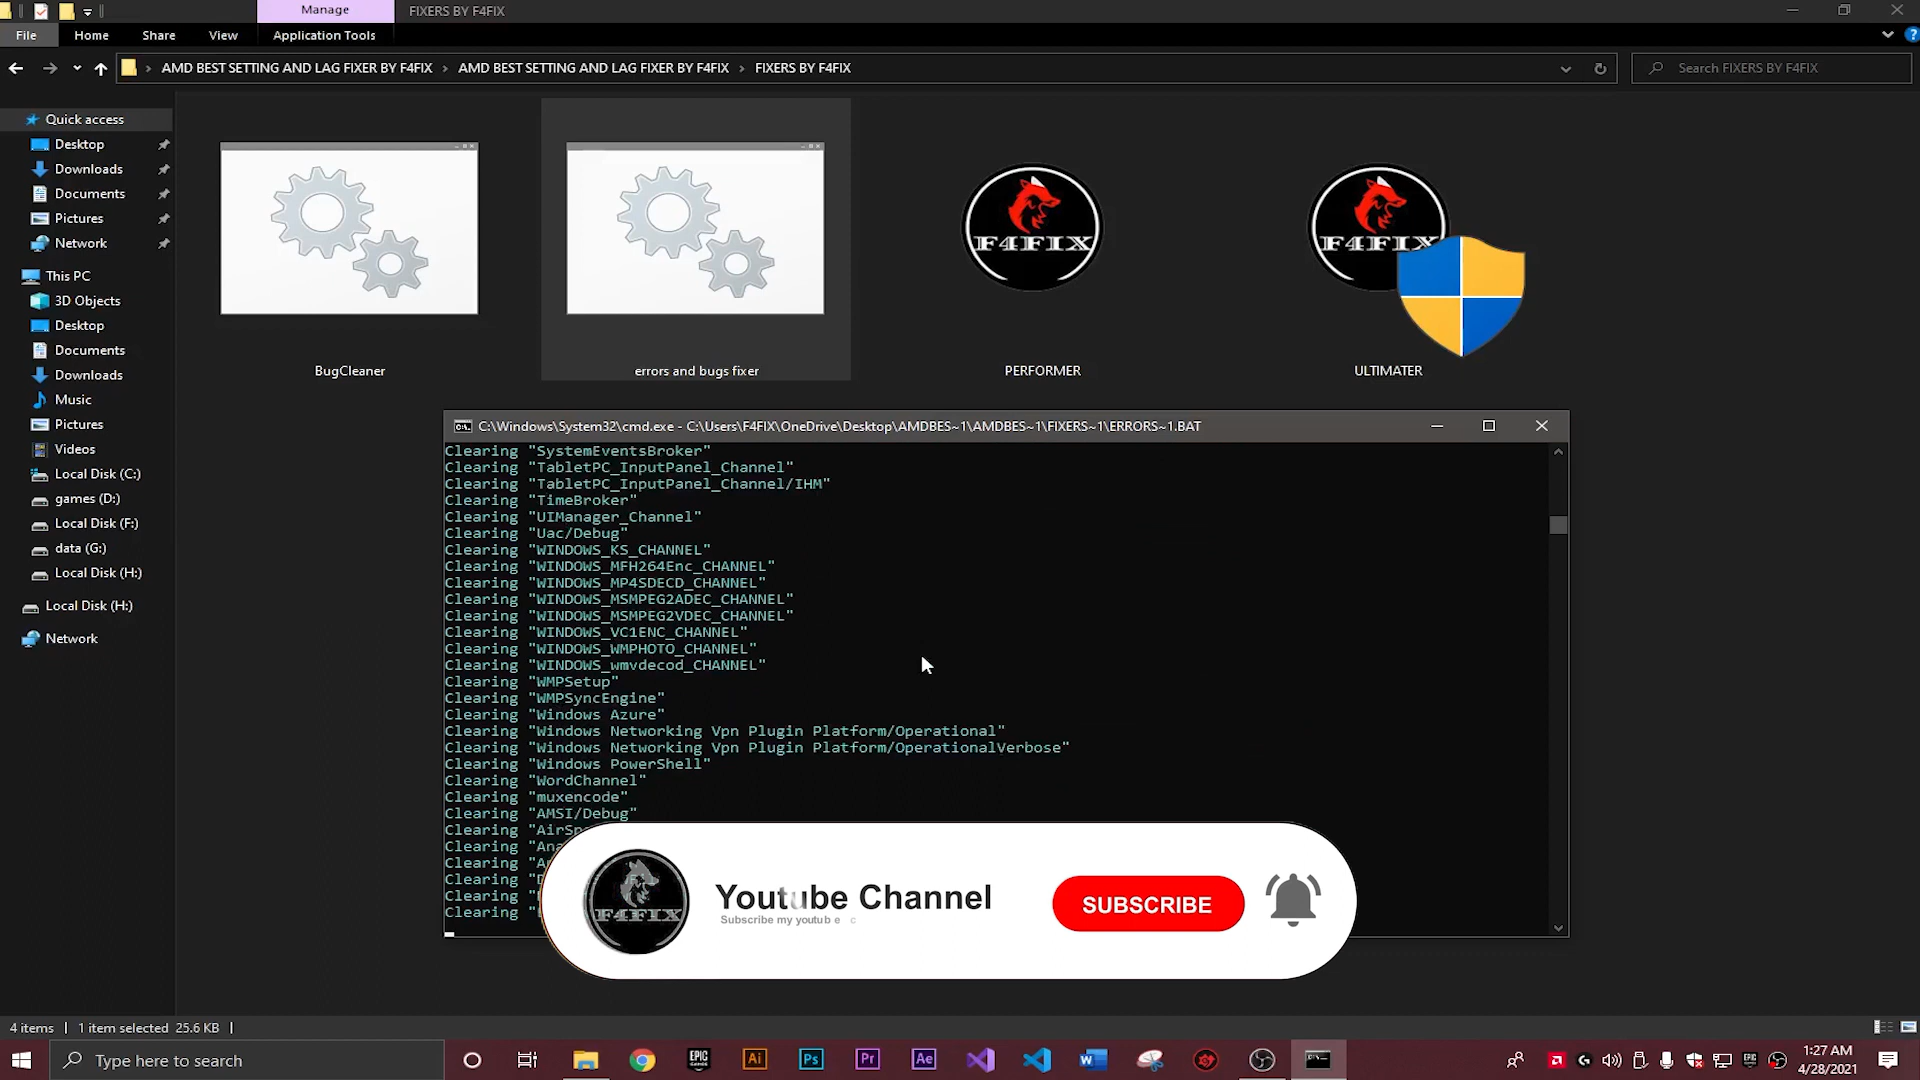 Manage
FIXERS BY F4FIX
File
Home
Share
View
Application Tools
AMD BEST SETTING AND LAG FIXER BY F4FIX > AMD BEST SETTING AND LAG FIXER BY F4FIX > FIXERS BY F4FIX
Search FIXERS BY F4FIX
Quick access
Desktop
Downloads
Documents
Pictures
Network
This PC
3D Objects
Desktop
Documents
Downloads
Music
Pictures
Videos
Local Disk (C:)
games (D:)
Local Disk (F:)
data (G:)
Local Disk (H:)
Local Disk (H:)
Network
F4FIX
F4FIX
BugCleaner
errors and bugs fixer
PERFORMER
ULTIMATER
C:\Windows\System32\cmd.exe - C:\Users\F4FIX\OneDrive\Desktop\AMDBES~1\AMDBES~1\FIXERS~1\ERRORS~1.BAT
Clearing "SystemEventsBroker"
Clearing "TabletPC_InputPanel_Channel"
Clearing "TabletPC_InputPanel_Channel/IHM"
Clearing "TimeBroker"
Clearing "UIManager_Channel"
Clearing "Uac/Debug"
Clearing "WINDOWS_KS_CHANNEL"
Clearing "WINDOWS_MFH264Enc_CHANNEL"
Clearing "WINDOWS_MP4SDECD_CHANNEL"
Clearing "WINDOWS_MSMPEG2ADEC_CHANNEL"
Clearing "WINDOWS_MSMPEG2VDEC_CHANNEL"
Clearing "WINDOWS_VC1ENC_CHANNEL"
Clearing "WINDOWS_WMPHOTO_CHANNEL"
Clearing "WINDOWS_wmvdecod_CHANNEL"
Clearing "WMPSetup"
Clearing "WMPSyncEngine"
Clearing "Windows Azure"
Clearing "Windows Networking Vpn Plugin Platform/Operational"
Clearing "Windows Networking Vpn Plugin Platform/OperationalVerbose"
Clearing "Windows PowerShell"
Clearing "WordChannel"
Clearing "muxencode"
Clearing "AMSI/Debug"
Clearing
Clearing
Clearing
Clearing
Clearing
Clearing
F4FIX
Youtube Channel
Subscribe my youtub e c
SUBSCRIBE
4 items
1 item selected 25.6 KB
Type here to search
EPIC GAMES
Ai
Ps
Pr
Ae
1:27 AM
4/28/2021